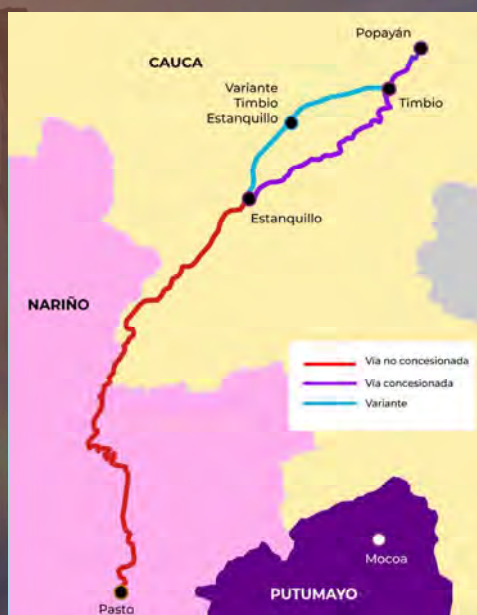 Popayán
CAUCA
Variante
Timbio
Estanquillo
Timbio
Estanquillo
NARIÑO
Vía no concesionada
Vía concesionada
Variante
Mocoa
PUTUMAYO
Pasto